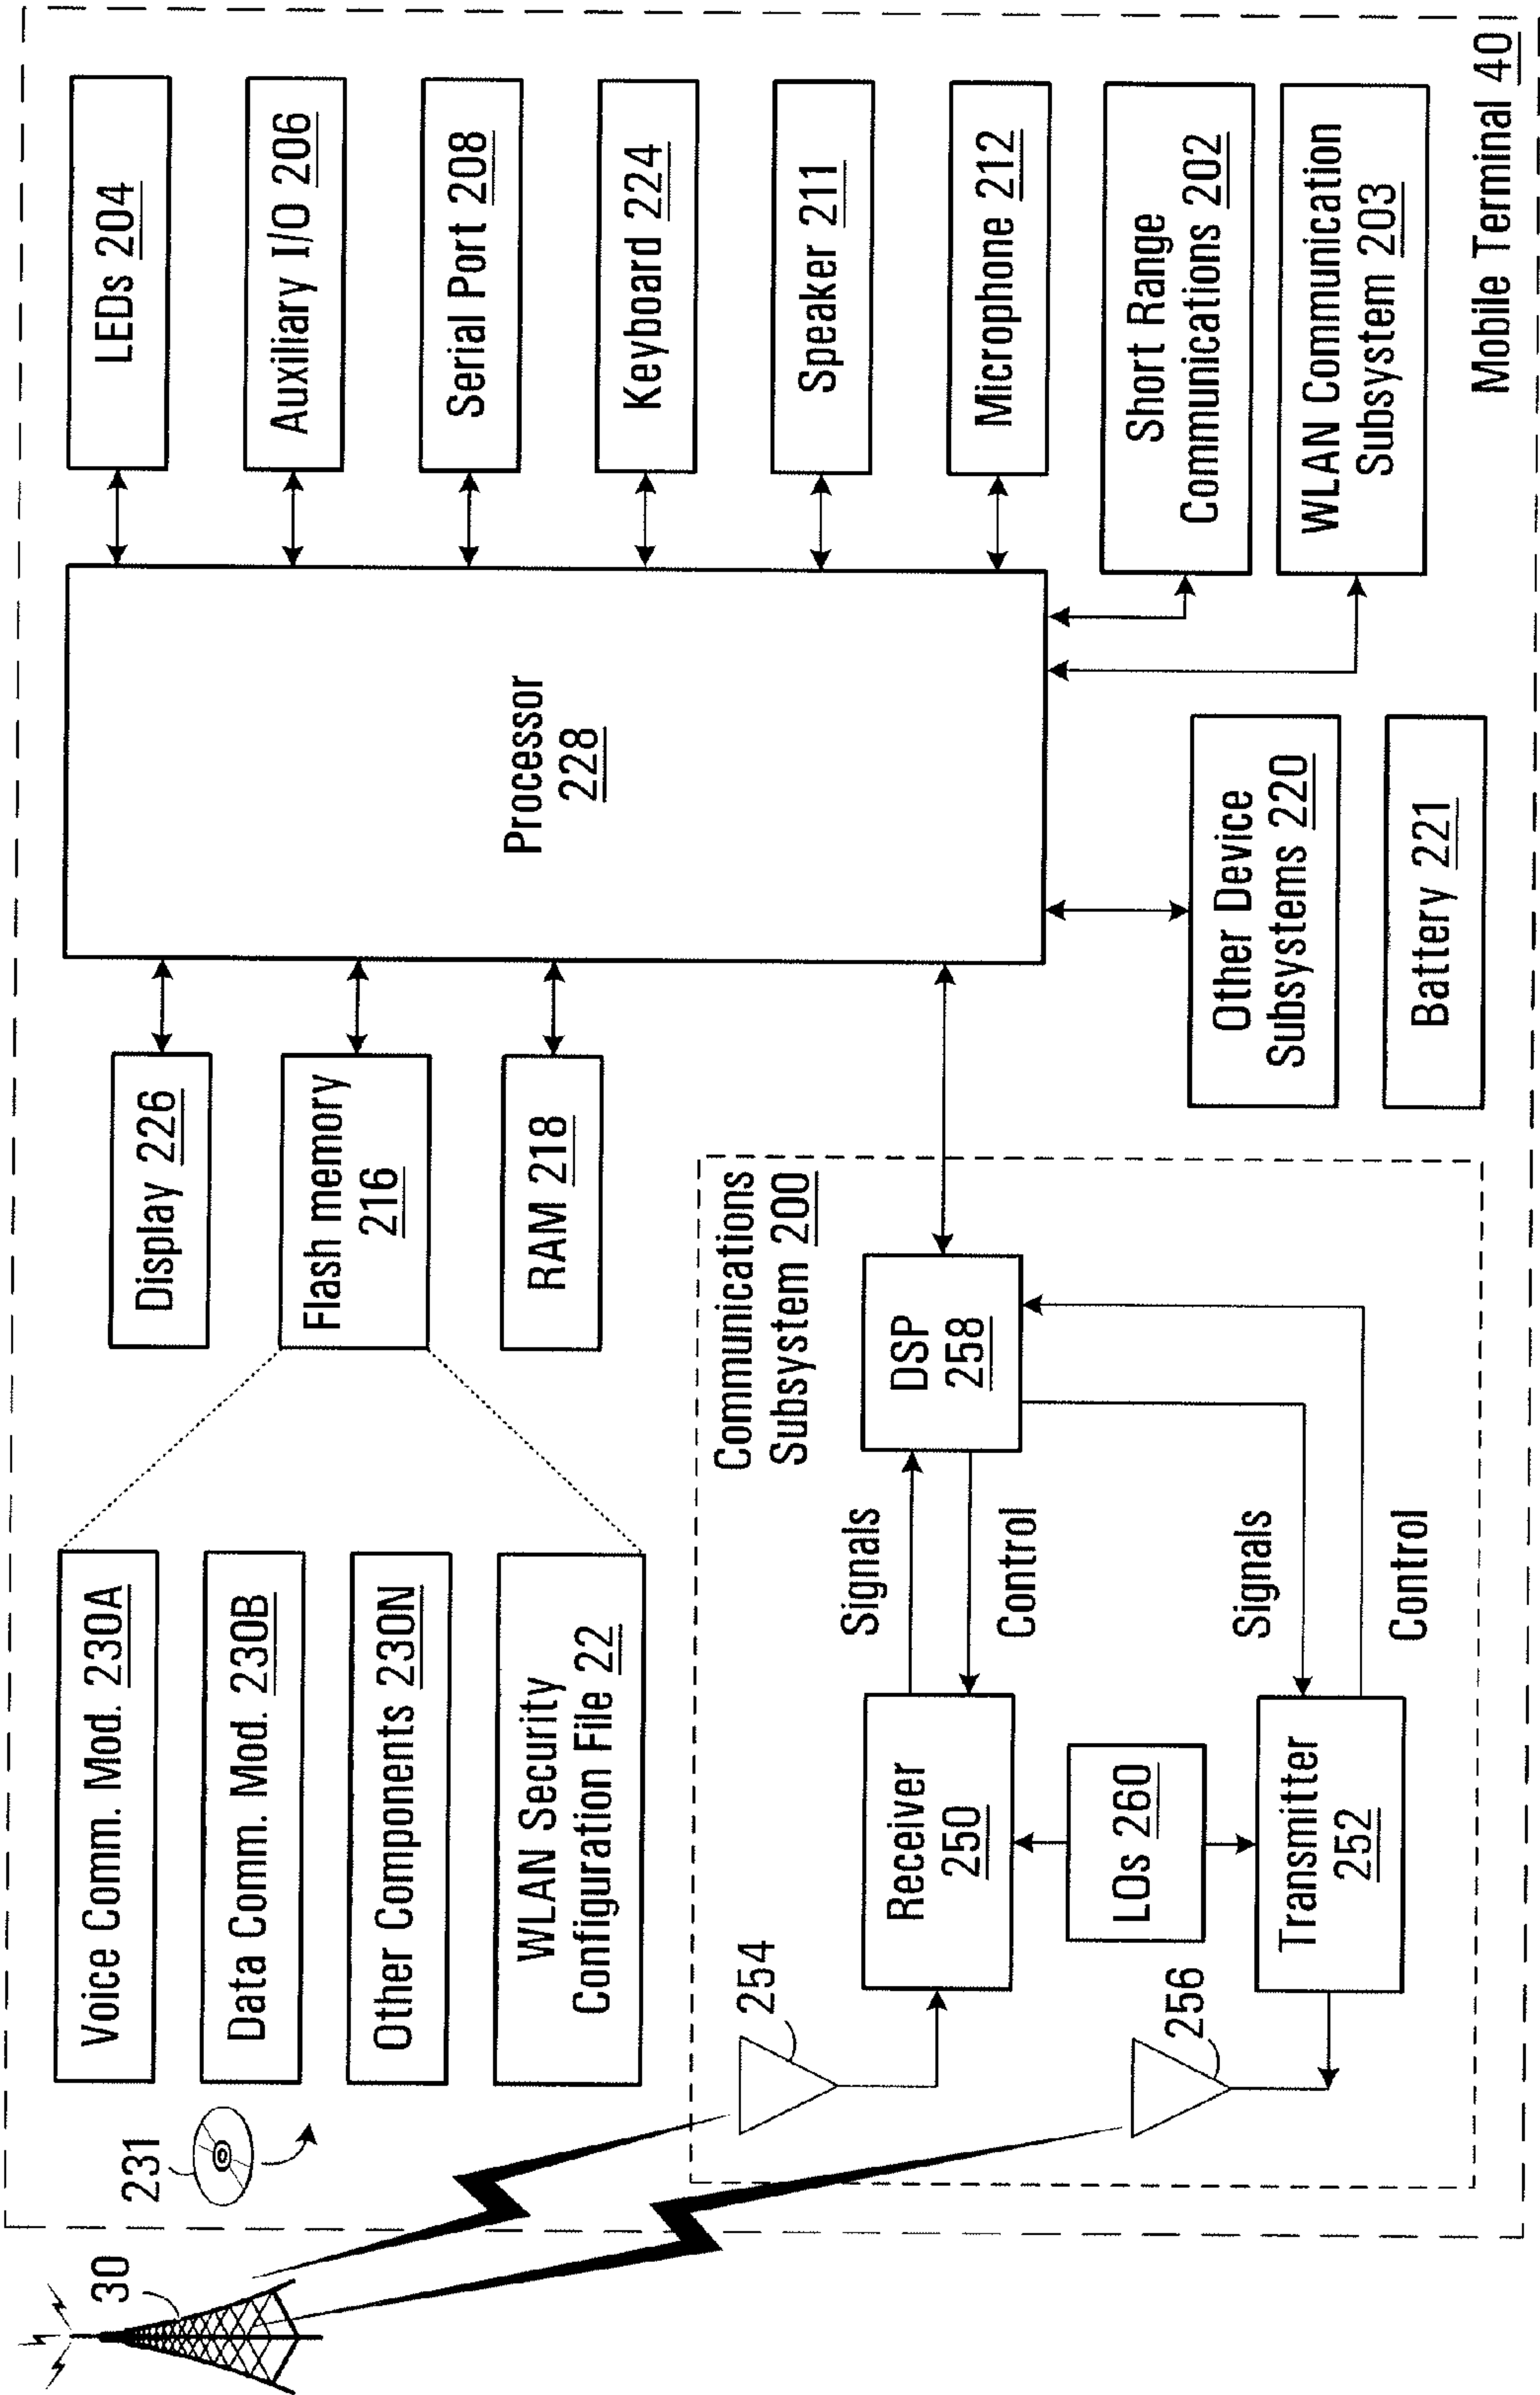 30
231
Voice Comm. Mod. 230A
Data Comm. Mod. 230B
Other Components 230N
WLAN Security
Configuration File 22
Display 226
Flash memory
216
RAM 218
Processor
228
LEDs 204
Auxiliary I/O 206
Serial Port 208
Keyboard 224
Speaker 211
Microphone 212
Short Range
Communications 202
WLAN Communication
Subsystem 203
Other Device
Subsystems 220
Battery 221
Communications
Subsystem 200
254
Receiver
250
Signals
Control
DSP
258
LOs 260
256
Transmitter
252
Signals
Control
Mobile Terminal 40